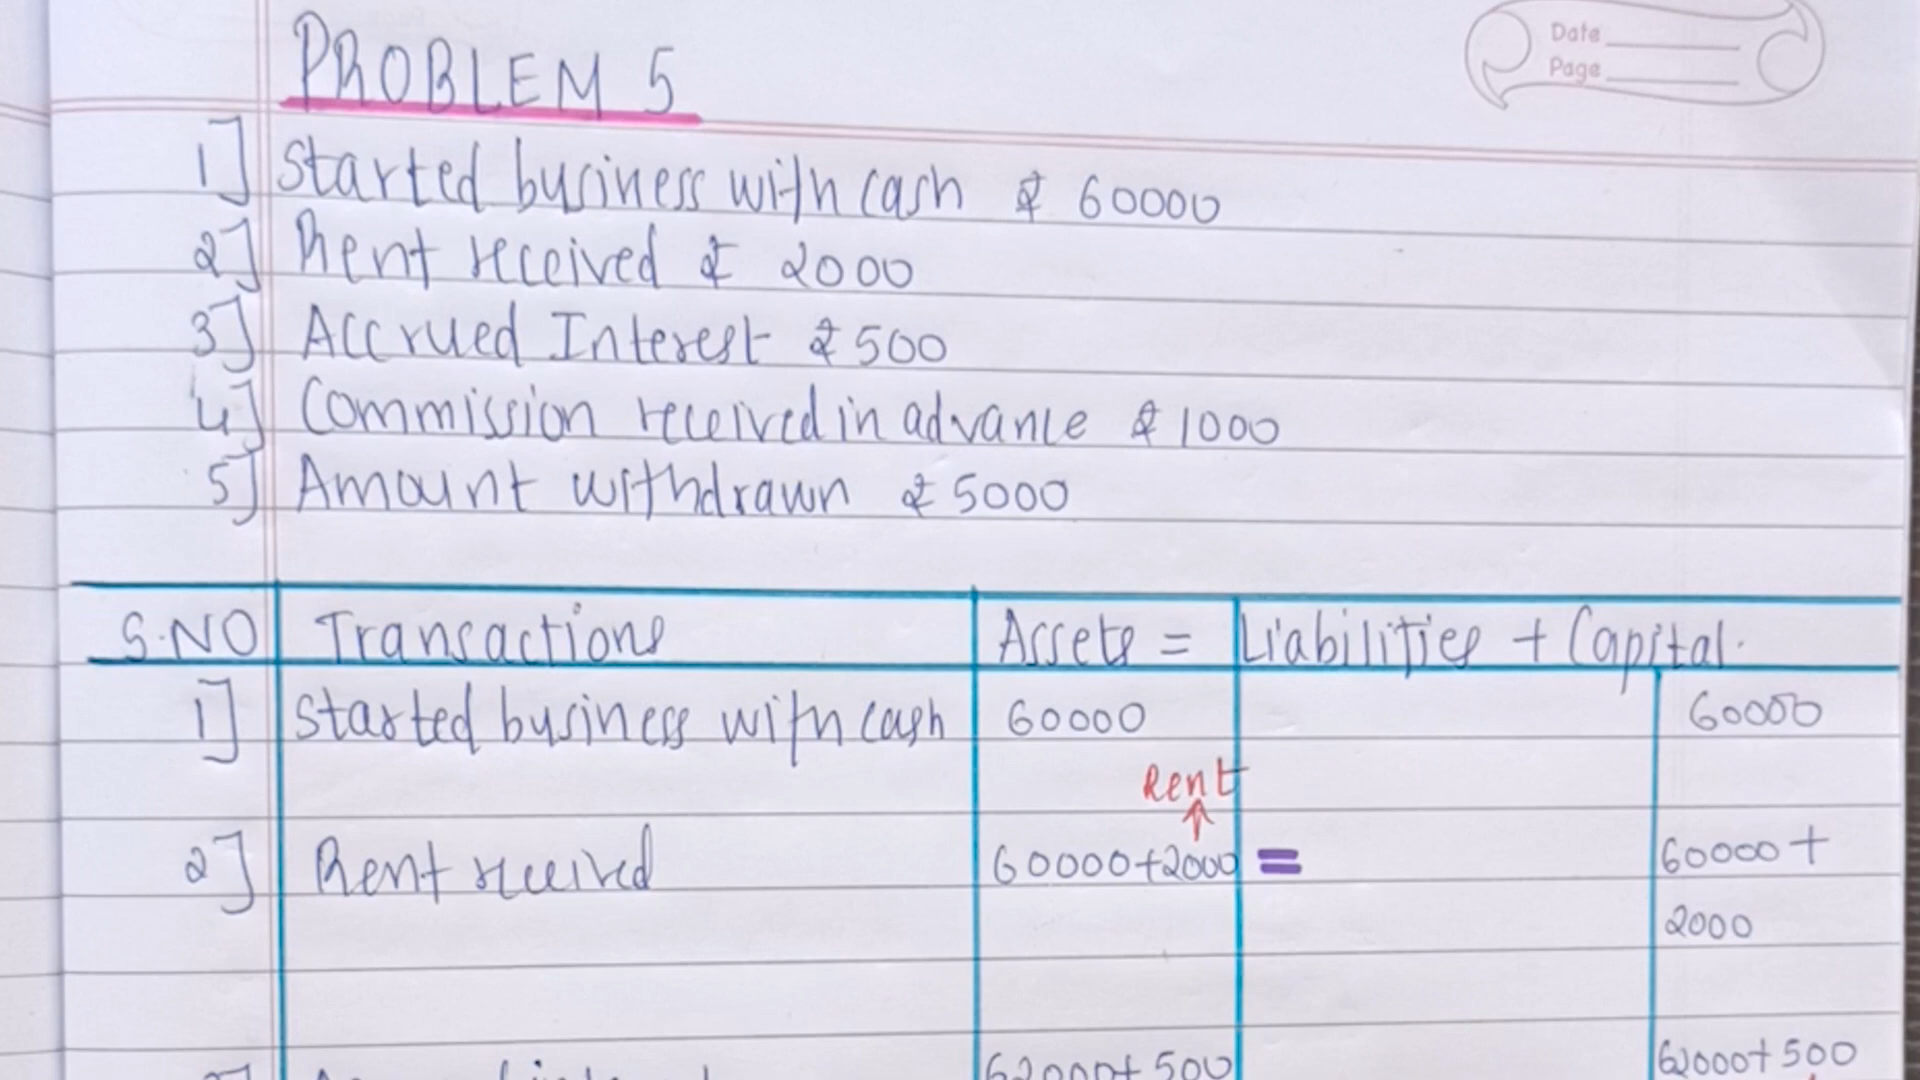 Date
Page
PROBLEM 5
1] Started business with cash ₹ 60000
2] Rent received ₹ 2000
3] Accrued Interest ₹ 500
4] Commission received in advance ₹ 1000
5] Amount withdrawn ₹ 5000
S.NO Transactions Assets = Liabilities + Capital.
1] Started business with cash 60000 60000
Rent
↑
2] Rent received 60000+2000 = 60000 +
2000
62000+ 500 62000+ 500